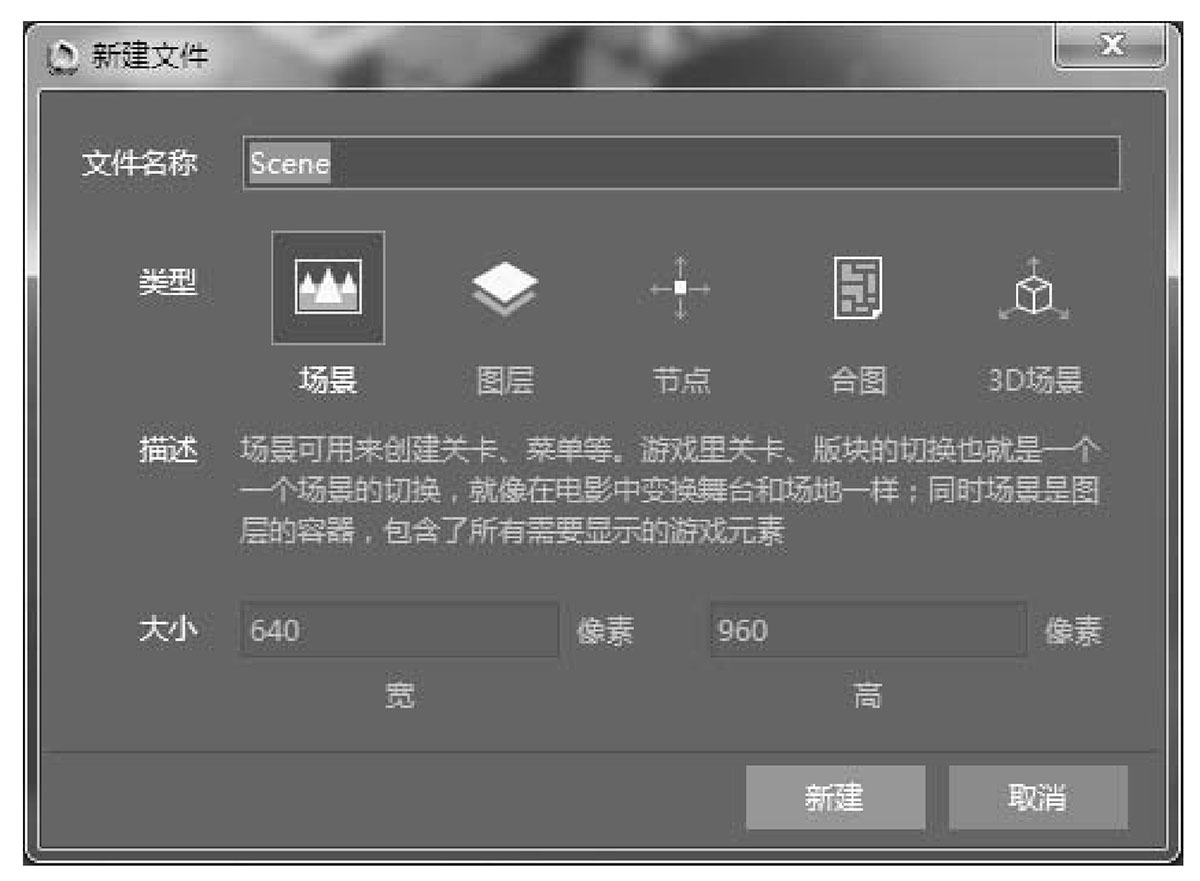 新建文件
文件名称 Scene
类型
场景 图层 节点 合图 3D场景
描述 场景可用来创建关卡、菜单等。游戏里关卡、版块的切换也就是一个
一个场景的切换，就像在电影中变换舞台和场地一样；同时场景是图
层的容器，包含了所有需要显示的游戏元素
大小 640 像素 960 像素
宽 高
新建 取消